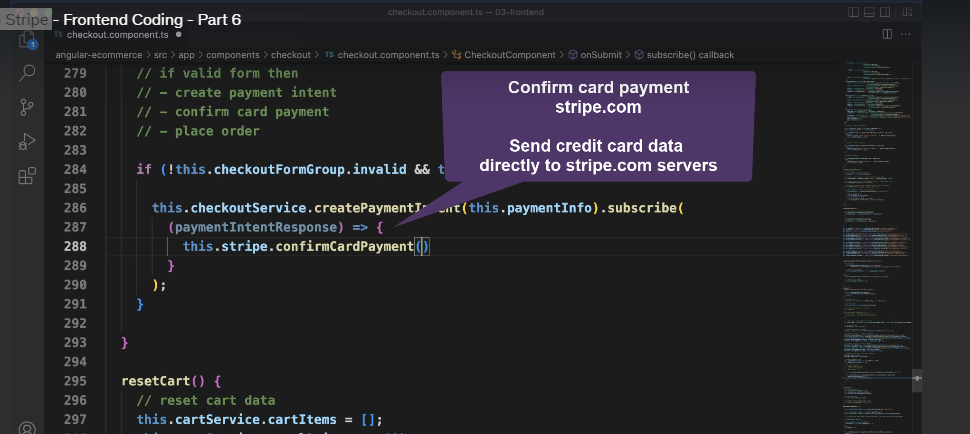 Stripe - Frontend Coding - Part 6
checkout.component.ts — 03-frontend
TS checkout.component.ts
angular-ecommerce > src > app > components > checkout > TS checkout.component.ts > CheckoutComponent > onSubmit > subscribe() callback
1
279 // if valid form then
280 // - create payment intent
281 // - confirm card payment
282 // - place order
283
284 if (!this.checkoutFormGroup.invalid && t
285
286 this.checkoutService.createPaymentIntent(this.paymentInfo).subscribe(
287 (paymentIntentResponse) => {
288 this.stripe.confirmCardPayment()
289 }
290 );
291 }
292
293 }
294
295 resetCart() {
296 // reset cart data
297 this.cartService.cartItems = [];
Confirm card payment
stripe.com
Send credit card data
directly to stripe.com servers